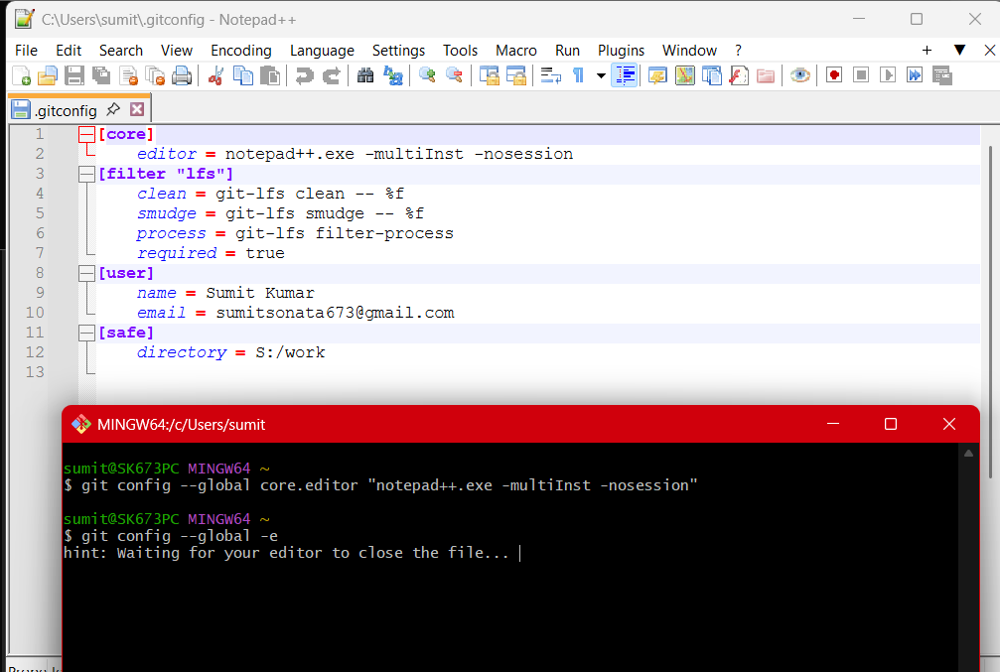 C:\Users\sumit\.gitconfig - Notepad++
File Edit Search View Encoding Language Settings Tools Macro Run Plugins Window ? + ▼ X
.gitconfig
1 [core]
2 editor = notepad++.exe -multiInst -nosession
3 [filter "lfs"]
4 clean = git-lfs clean -- %f
5 smudge = git-lfs smudge -- %f
6 process = git-lfs filter-process
7 required = true
8 [user]
9 name = Sumit Kumar
10 email = sumitsonata673@gmail.com
11 [safe]
12 directory = S:/work
13
MINGW64:/c/Users/sumit
sumit@SK673PC MINGW64 ~
$ git config --global core.editor "notepad++.exe -multiInst -nosession"
sumit@SK673PC MINGW64 ~
$ git config --global -e
hint: Waiting for your editor to close the file...